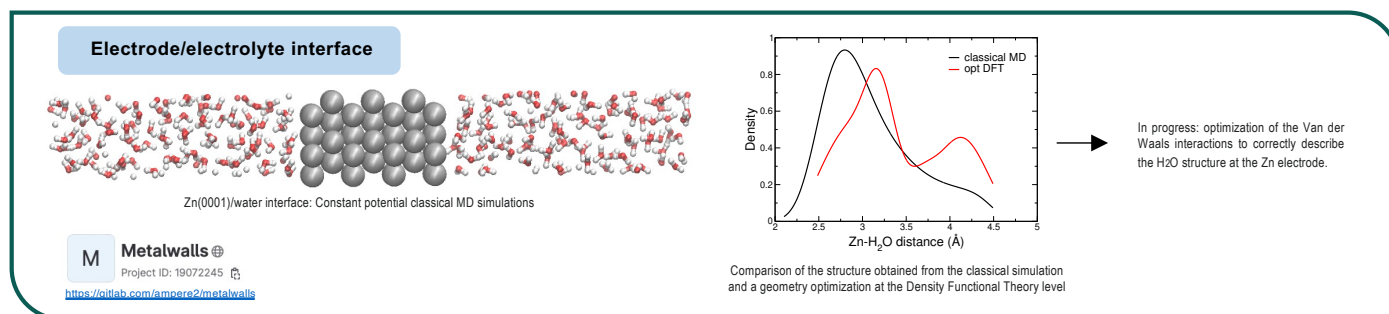 Electrode/electrolyte interface
Zn(0001)/water interface: Constant potential classical MD simulations
M
Metalwalls
Project ID: 19072245
https://gitlab.com/ampere2/metalwalls
1
0.8
0.6
0.4
0.2
0
Density
classical MD
opt DFT
2
2.5
3
3.5
4
4.5
5
Zn-H₂O distance (Å)
Comparison of the structure obtained from the classical simulation
and a geometry optimization at the Density Functional Theory level
In progress: optimization of the Van der
Waals interactions to correctly describe
the H2O structure at the Zn electrode.